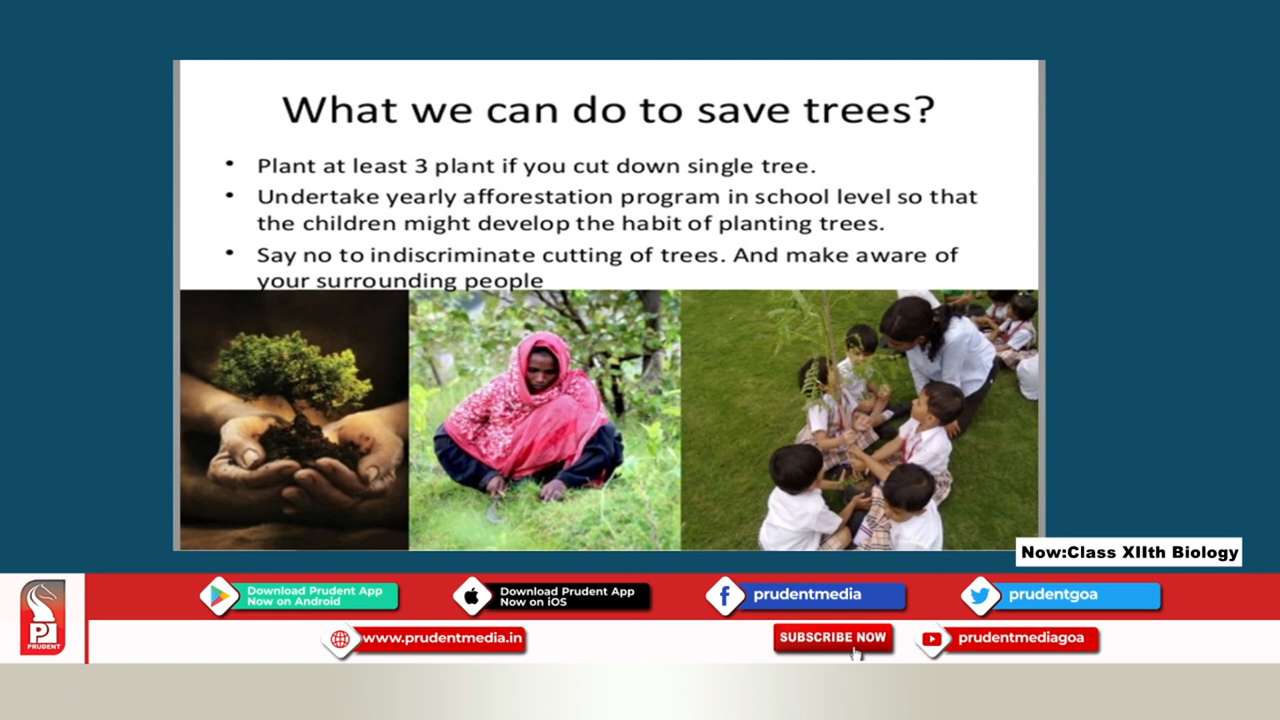 What we can do to save trees?
• Plant at least 3 plant if you cut down single tree.
• Undertake yearly afforestation program in school level so that
the children might develop the habit of planting trees.
• Say no to indiscriminate cutting of trees. And make aware of
your surrounding people
Now:Class XIIth Biology
Download Prudent App
Now on Android
Download Prudent App
Now on iOS
prudentmedia
prudentgoa
PRUDENT
www.prudentmedia.in
SUBSCRIBE NOW
prudentmediagoa